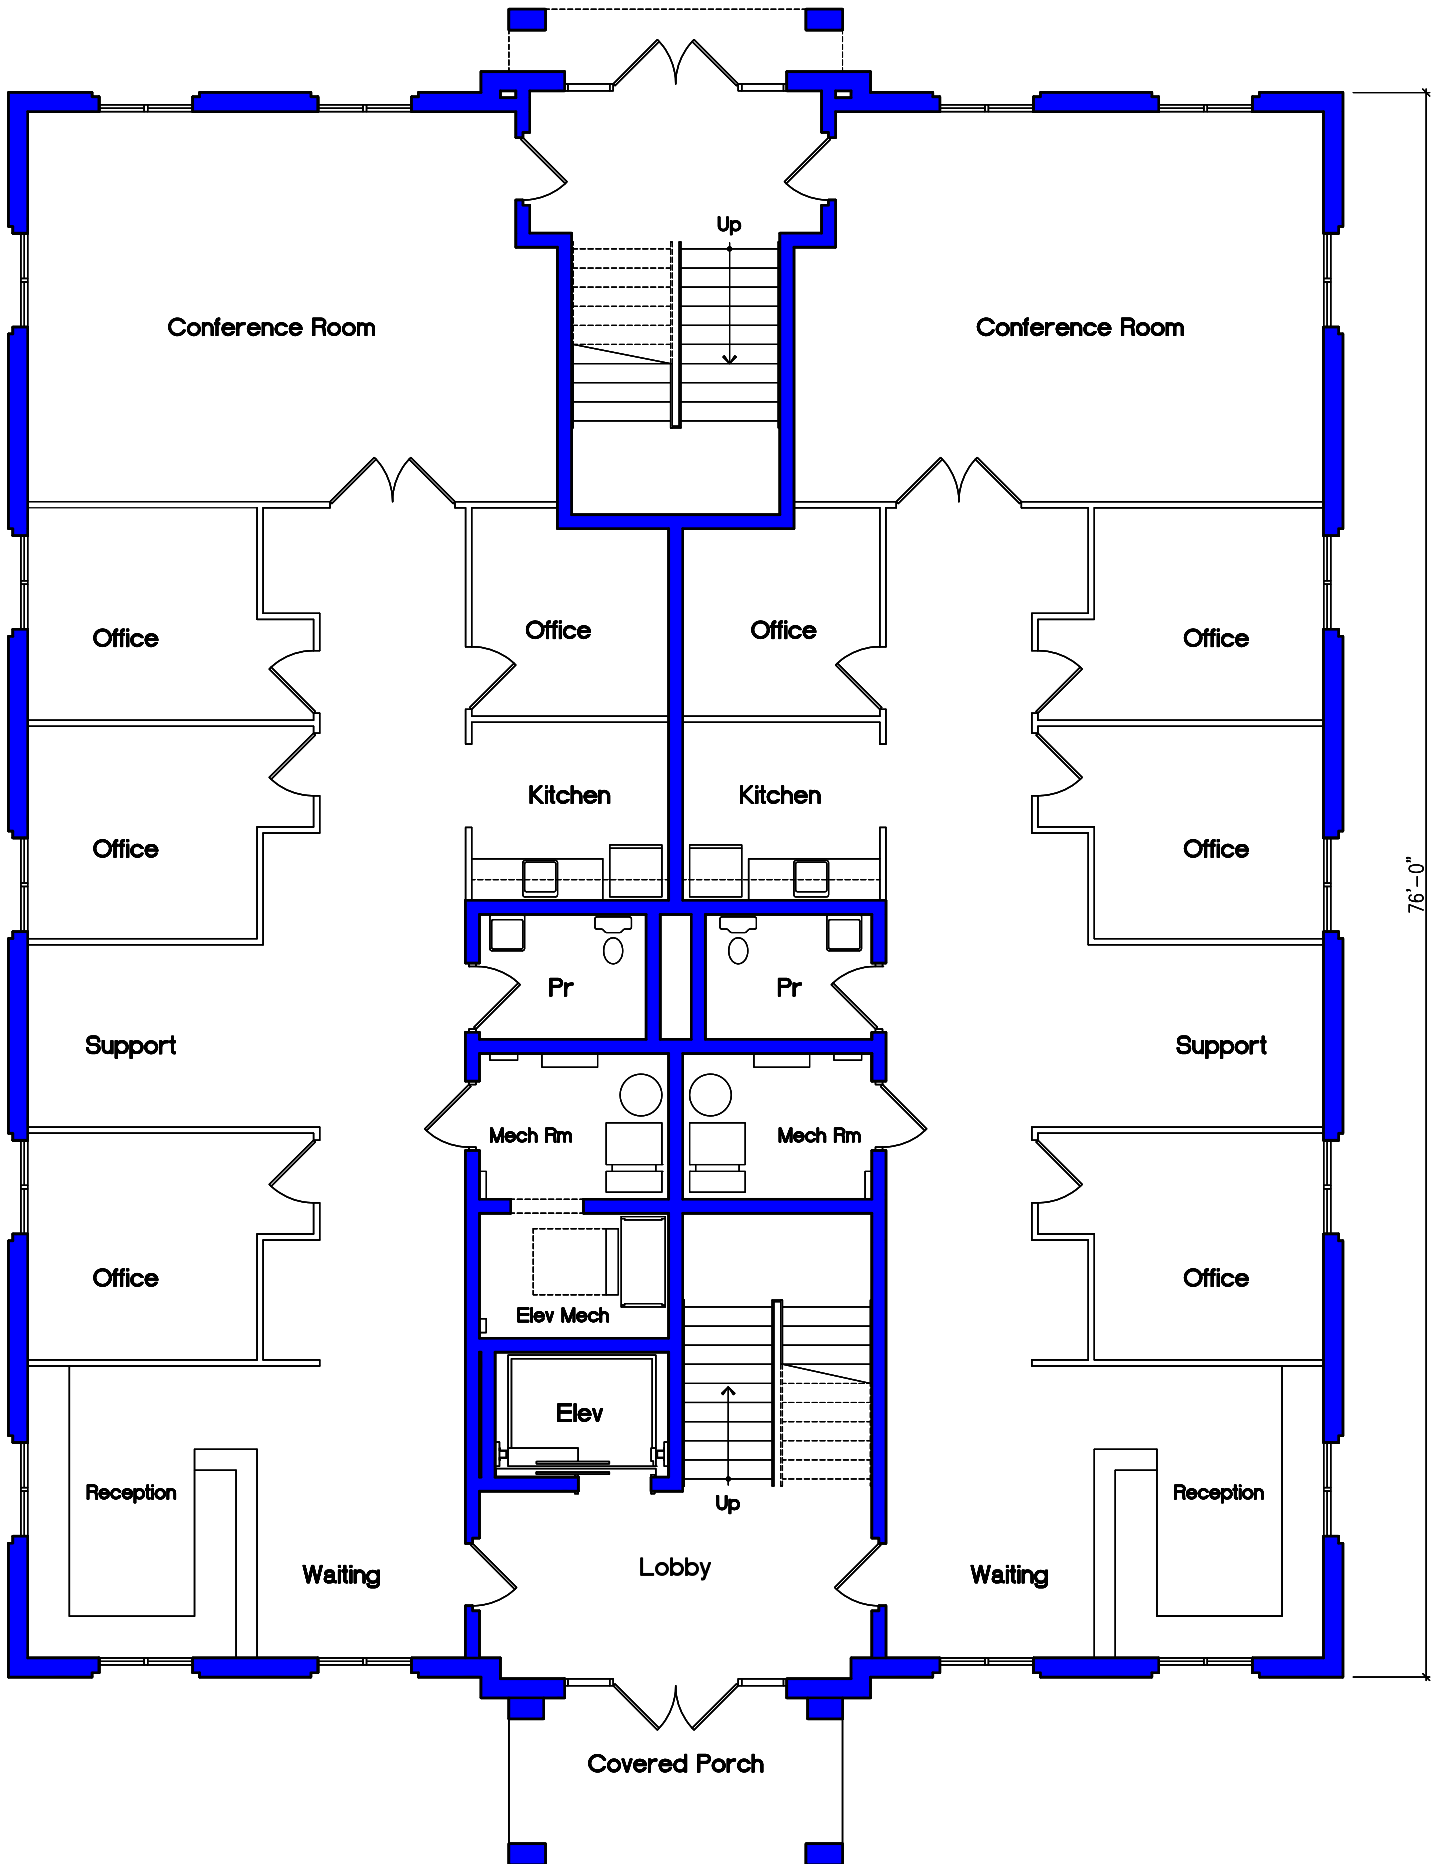 Up
Conference Room
Conference Room
Office
Office
Office
Office
Kitchen
Kitchen
Office
Office
76'-0"
Pr
Pr
Support
Support
Mech Rm
Mech Rm
Office
Office
Elev Mech
Elev
Reception
Up
Reception
Waiting
Lobby
Waiting
Covered Porch